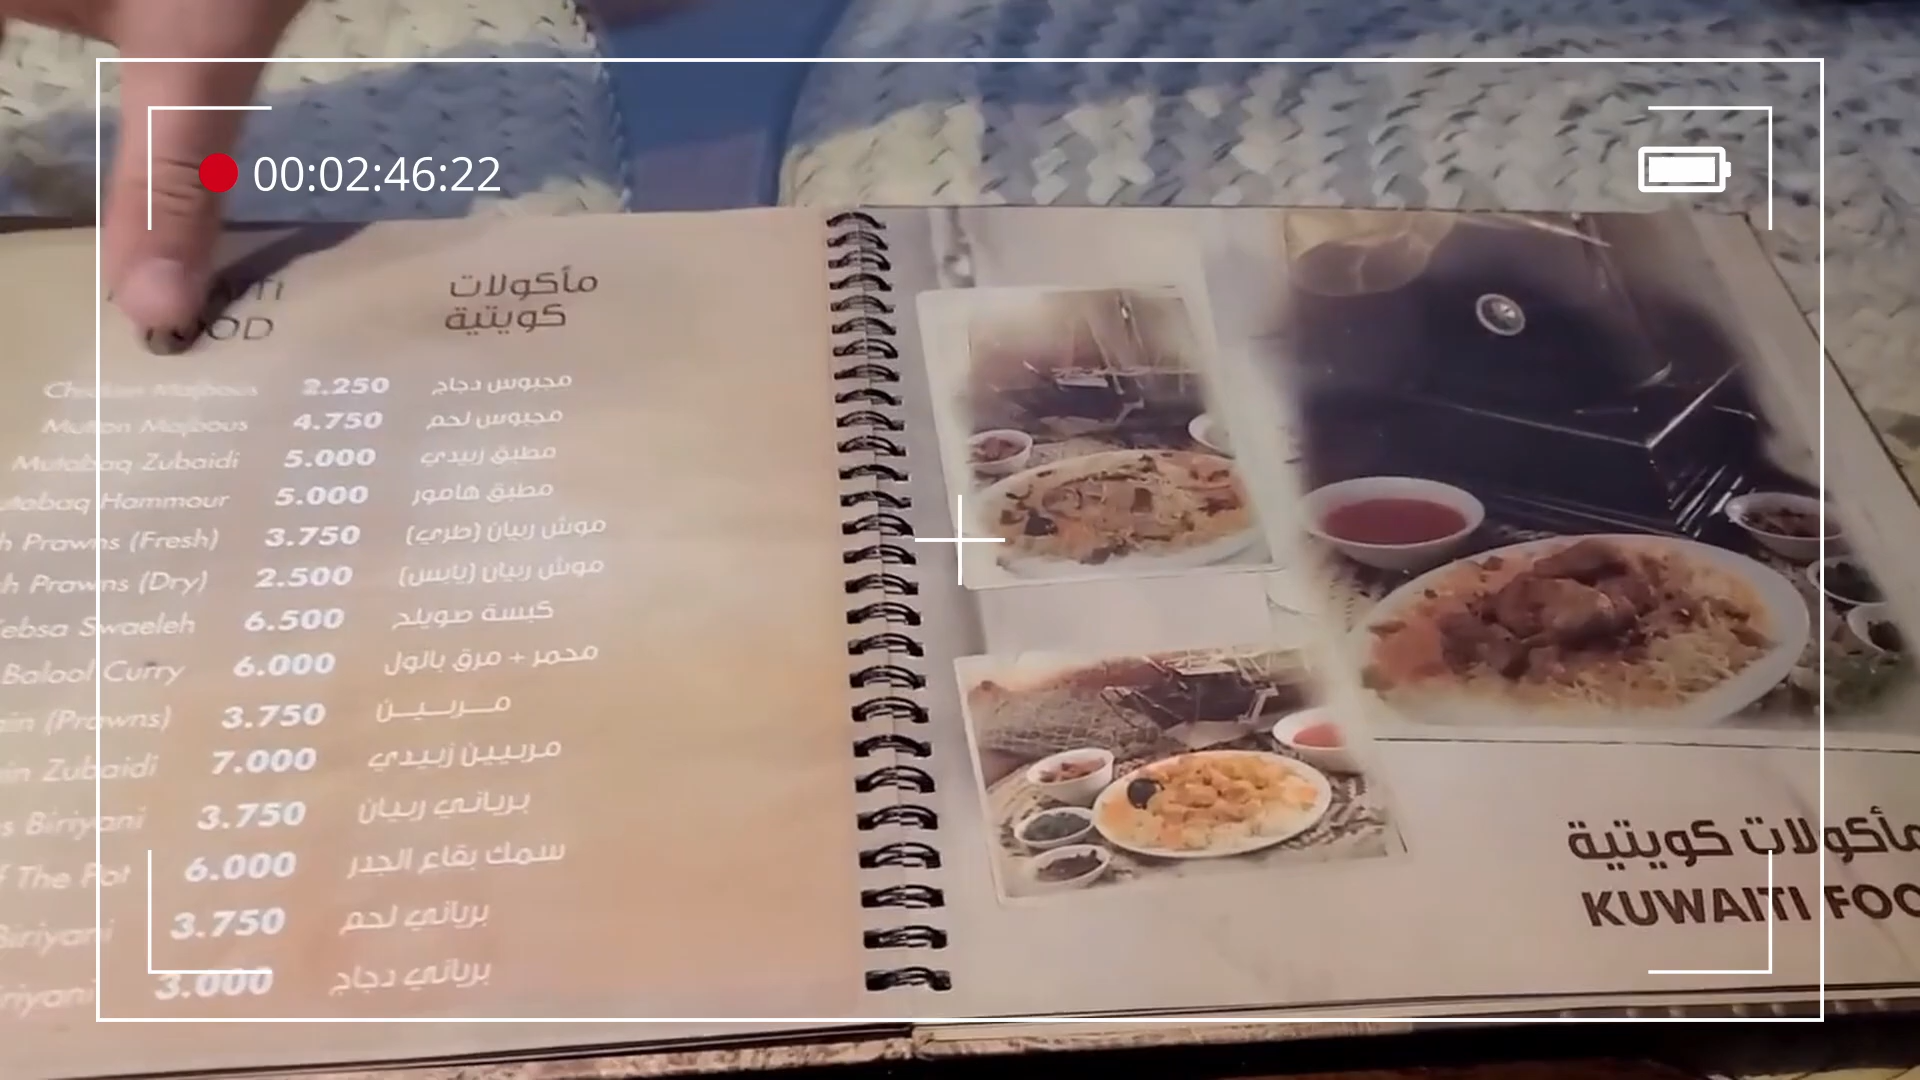 00:02:46:22
KUWAITI
FOOD
مأكولات
كويتية
Chicken Majbous 2.250 مجبوس دجاج
Mutton Majbous 4.750 مجبوس لحم
Mutabaq Zubaidi 5.000 مطبق زبيدي
Hammour 5.000 مطبق هامور
Prawns (Fresh) 3.750 موش ربيان (طري)
Prawns (Dry) 2.500 موش ربيان (يابس)
Swaeleh 6.500 كبسة صويلح
Balool Curry 6.000 محمر + مرق بالول
(Prawns) 3.750 مربين
Zubaidi 7.000 مربيين زبيدي
Biriyani 3.750 برياني ربيان
The Pot 6.000 سمك بقاع الجدر
Biriyani 3.750 برياني لحم
3.000 برياني دجاج
مأكولات كويتية
KUWAITI FOO